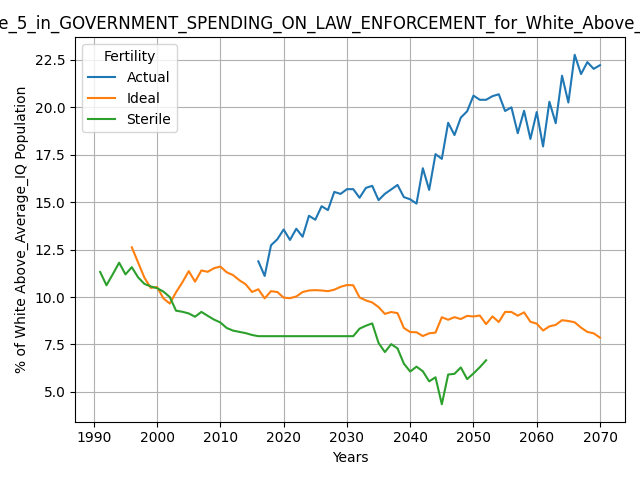 e_5_in_GOVERNMENT_SPENDING_ON_LAW_ENFORCEMENT_for_White_Above_
Fertility
Actual
Ideal
Sterile
% of White Above_Average_IQ Population
22.5
20.0
17.5
15.0
12.5
10.0
7.5
5.0
1990 2000 2010 2020 2030 2040 2050 2060 2070
Years